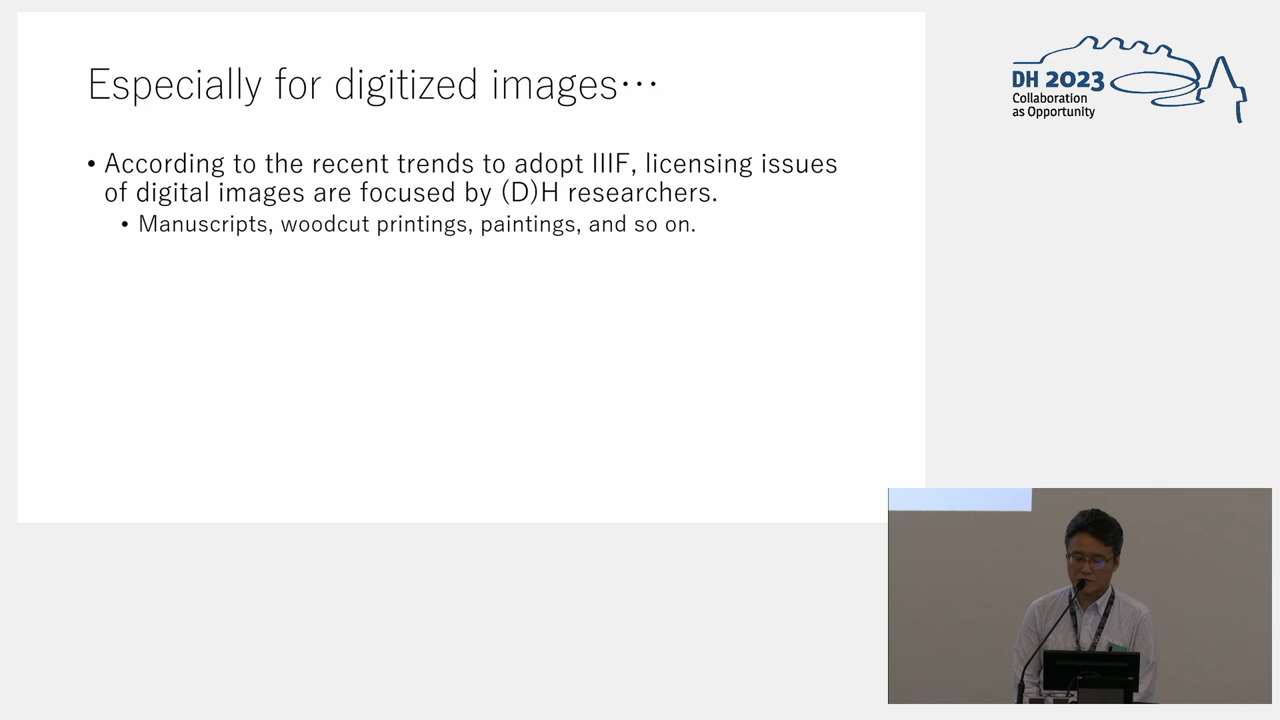 Especially for digitized images…
• According to the recent trends to adopt IIIF, licensing issues
of digital images are focused by (D)H researchers.
• Manuscripts, woodcut printings, paintings, and so on.
DH 2023
Collaboration
as Opportunity